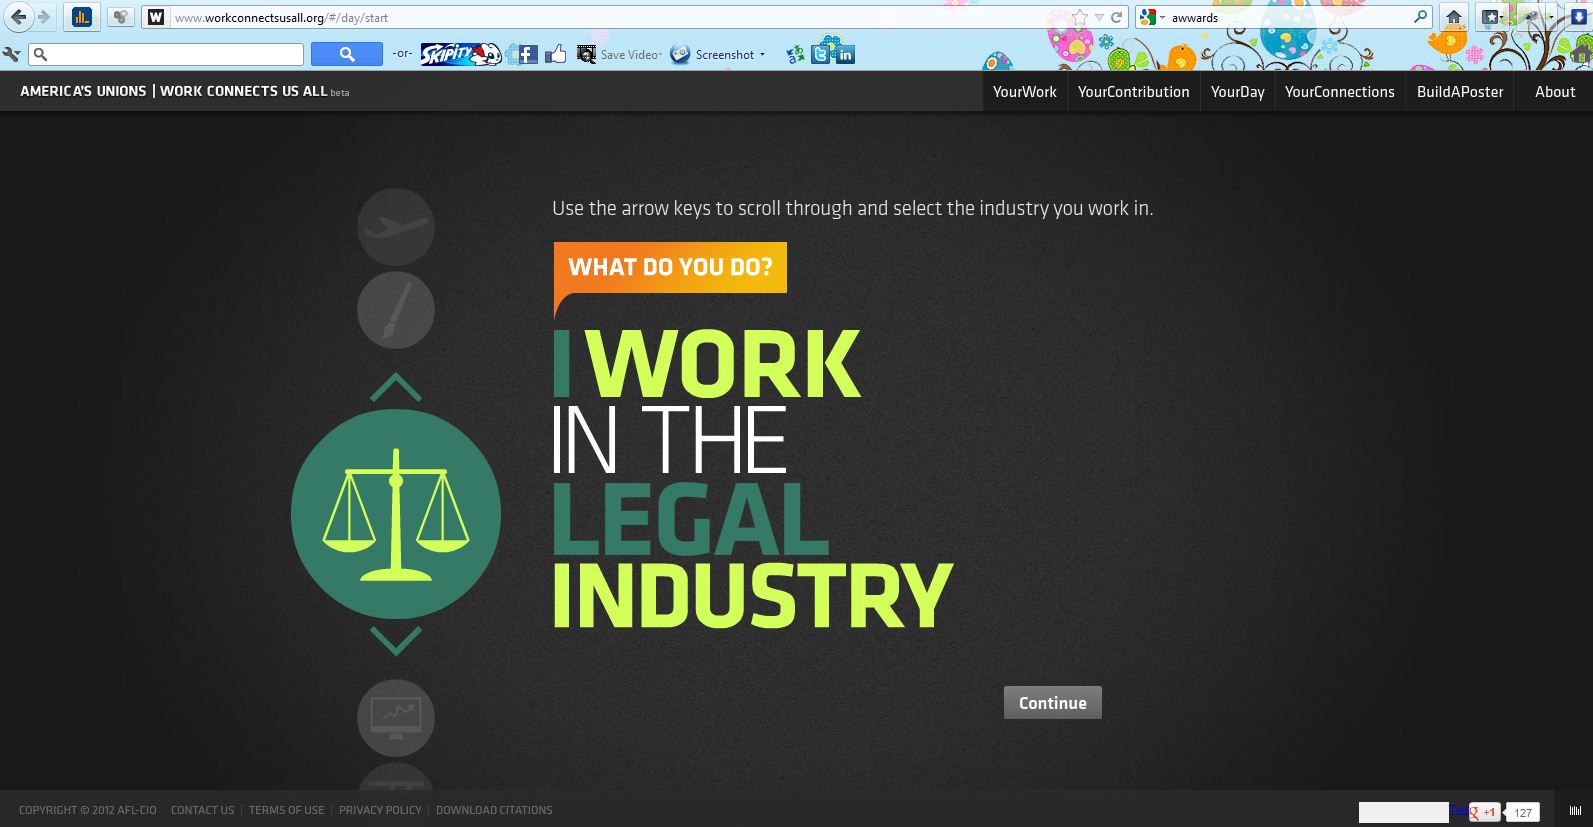 www.workconnectsusall.org/#/day/start
awwards
-or-
SKIPITY
Save Video
Screenshot
AMERICA'S UNIONS | WORK CONNECTS US ALL beta
YourWork
YourContribution
YourDay
YourConnections
BuildAPoster
About
Use the arrow keys to scroll through and select the industry you work in.
WHAT DO YOU DO?
I WORK
IN THE
LEGAL
INDUSTRY
Continue
COPYRIGHT © 2012 AFL-CIO
CONTACT US
TERMS OF USE
PRIVACY POLICY
DOWNLOAD CITATIONS
+1
127